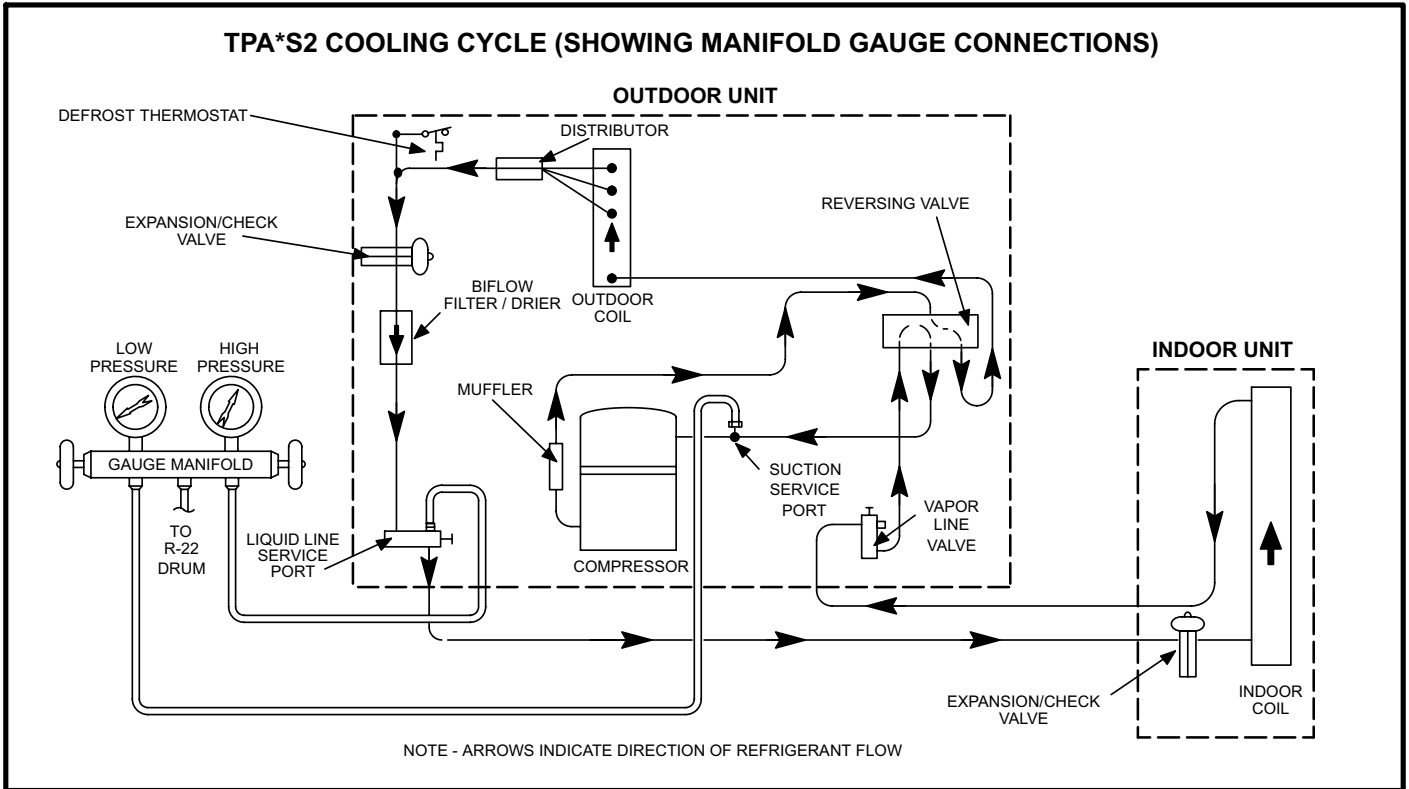 TPA*S2 COOLING CYCLE (SHOWING MANIFOLD GAUGE CONNECTIONS)
OUTDOOR UNIT
DEFROST THERMOSTAT
DISTRIBUTOR
REVERSING VALVE
EXPANSION/CHECK
VALVE
BIFLOW
FILTER / DRIER
OUTDOOR
COIL
LOW
PRESSURE
HIGH
PRESSURE
INDOOR UNIT
MUFFLER
GAUGE MANIFOLD
SUCTION
SERVICE
PORT
VAPOR
LINE
VALVE
TO
R-22
DRUM
LIQUID LINE
SERVICE
PORT
COMPRESSOR
EXPANSION/CHECK
VALVE
INDOOR
COIL
NOTE - ARROWS INDICATE DIRECTION OF REFRIGERANT FLOW